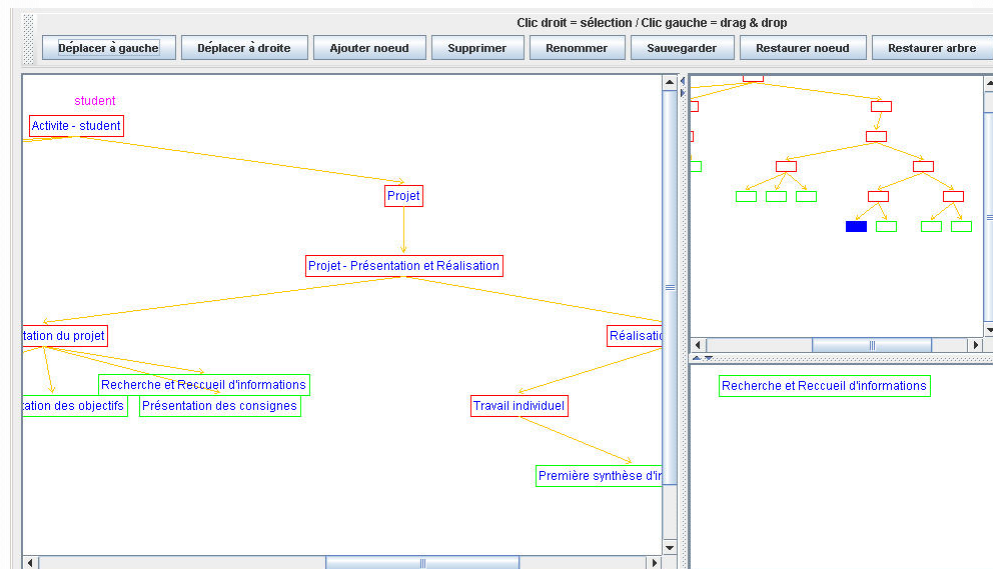 Clic droit = sélection / Clic gauche = drag & drop
Déplacer à gauche Déplacer à droite Ajouter noeud Supprimer Renommer Sauvegarder Restaurer noeud Restaurer arbre
student
Activite - student
Projet
Projet - Présentation et Réalisation
tation du projet
Réalisatio
Recherche et Reccueil d'informations
Recherche et Reccueil d'informations
tation des objectifs Présentation des consignes
Travail individuel
Première synthèse d'in